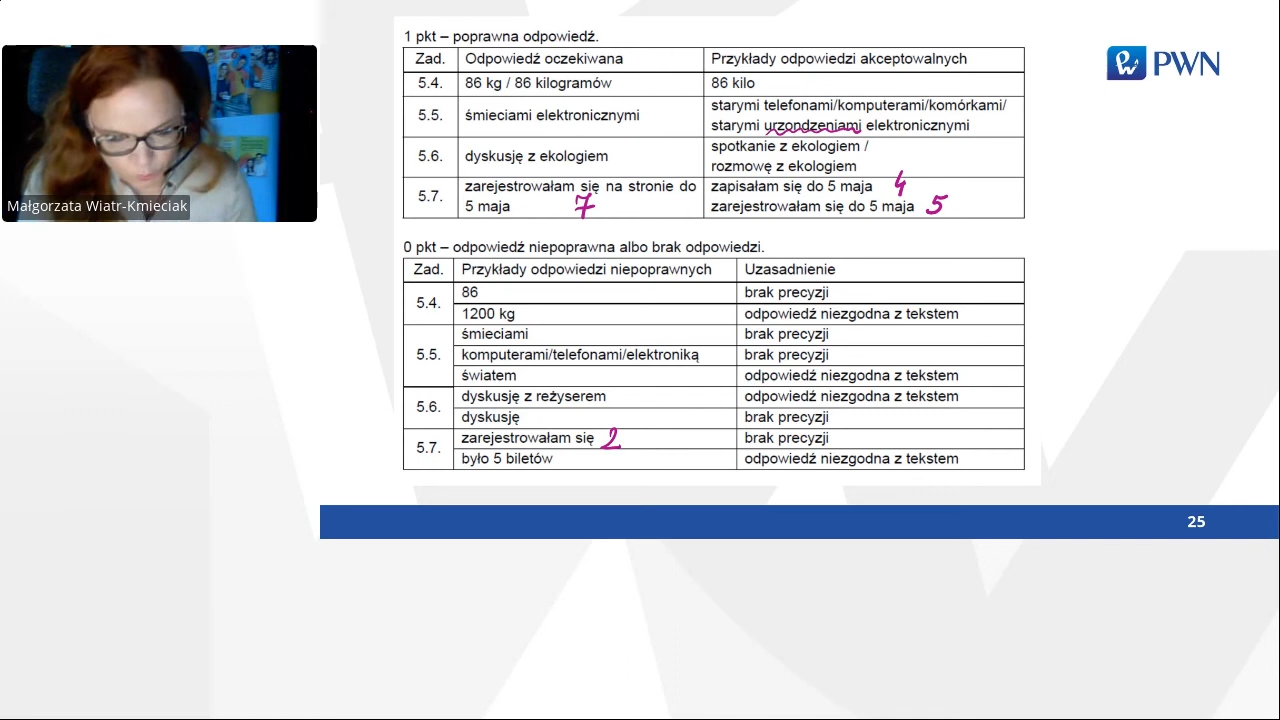 Małgorzata Wiatr-Kmieciak
PWN
1 pkt – poprawna odpowiedź.
Zad. Odpowiedź oczekiwana Przykłady odpowiedzi akceptowalnych
5.4. 86 kg / 86 kilogramów 86 kilo
5.5. śmieciami elektronicznymi starymi telefonami/komputerami/komórkami/
starymi urzondzeniami elektronicznymi
5.6. dyskusję z ekologiem spotkanie z ekologiem /
rozmowę z ekologiem
5.7. zarejestrowałam się na stronie do
5 maja 7
zapisałam się do 5 maja 4
zarejestrowałam się do 5 maja 5
0 pkt – odpowiedź niepoprawna albo brak odpowiedzi.
Zad. Przykłady odpowiedzi niepoprawnych Uzasadnienie
5.4. 86 brak precyzji
1200 kg odpowiedź niezgodna z tekstem
5.5. śmieciami brak precyzji
komputerami/telefonami/elektroniką brak precyzji
światem odpowiedź niezgodna z tekstem
5.6. dyskusję z reżyserem odpowiedź niezgodna z tekstem
dyskusję brak precyzji
5.7. zarejestrowałam się 2 brak precyzji
było 5 biletów odpowiedź niezgodna z tekstem
25